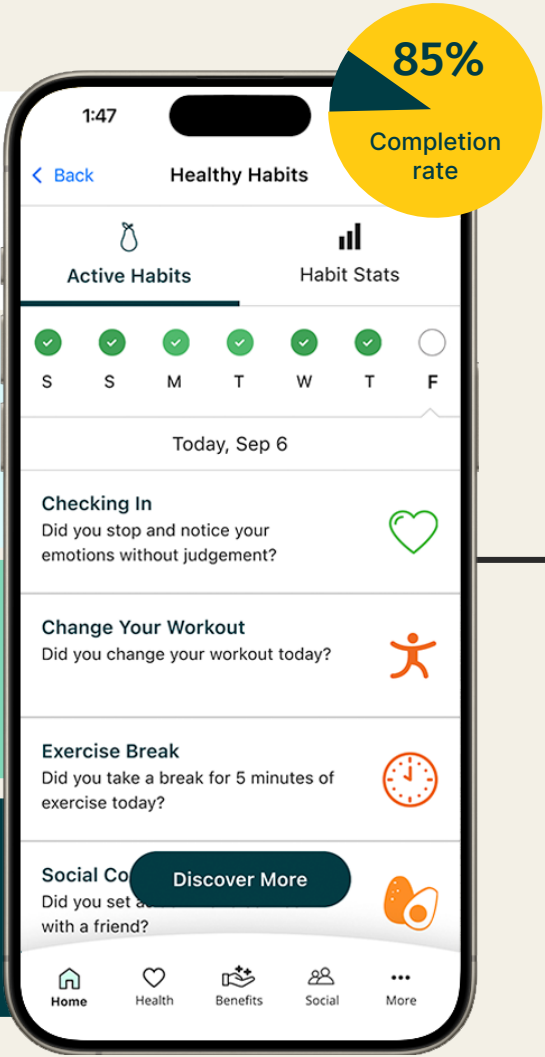 85%
Completion
rate
1:47
Back
Healthy Habits
Active Habits
Habit Stats
S S M T W T F
Today, Sep 6
Checking In
Did you stop and notice your
emotions without judgement?
Change Your Workout
Did you change your workout today?
Exercise Break
Did you take a break for 5 minutes of
exercise today?
Social
Discover More
Did you set
with a friend?
Home
Health
Benefits
Social
More